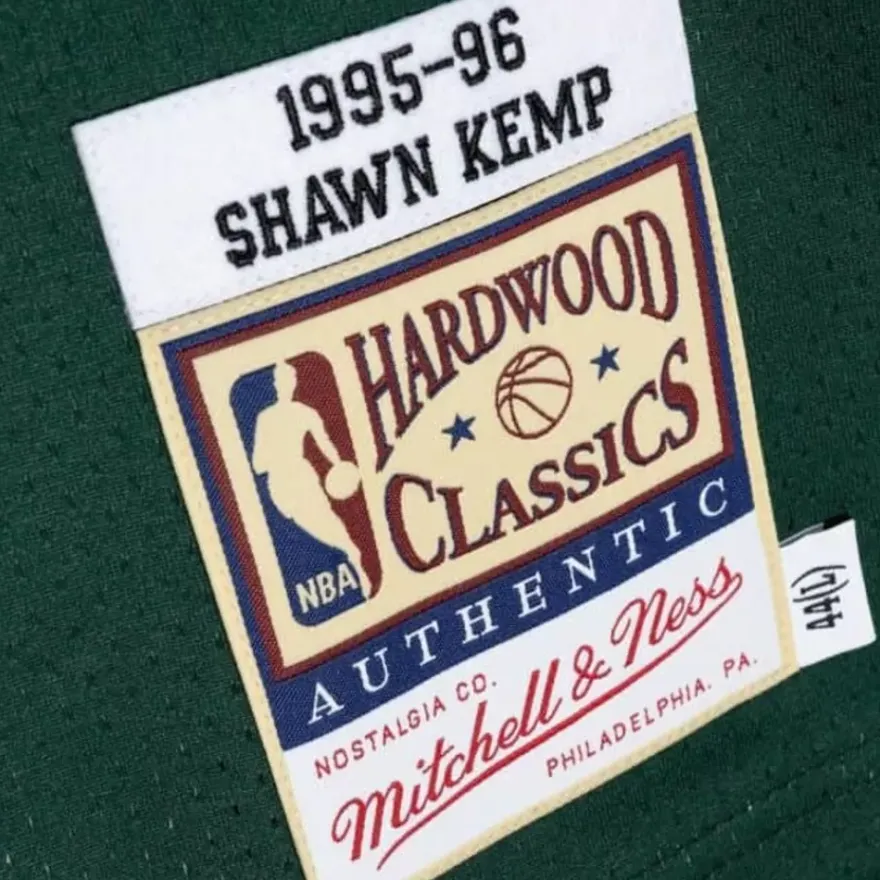 1995-96
SHAWN KEMP
HARDWOOD
CLASSICS
NBA
AUTHENTIC
NOSTALGIA CO.
Mitchell & Ness
PHILADELPHIA. PA.
44(L)